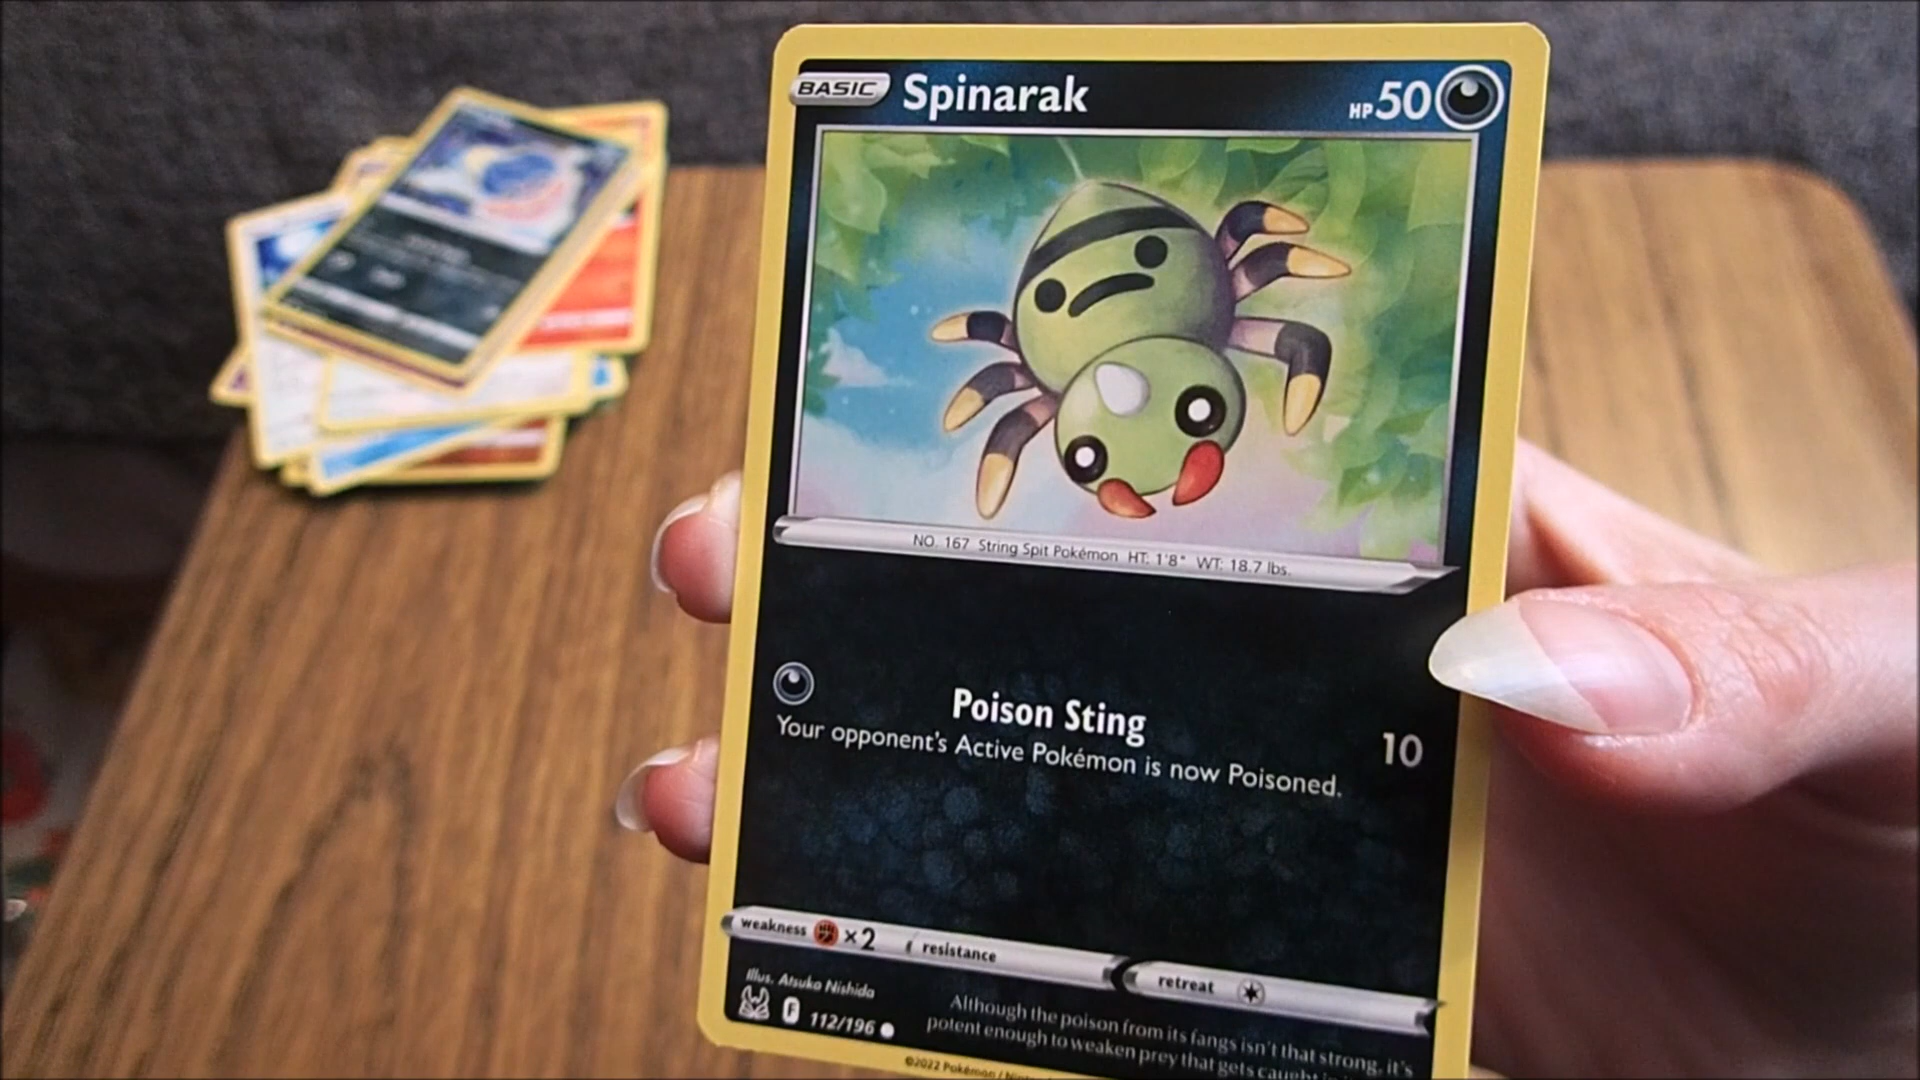 BASIC Spinarak HP 50
NO. 167 String Spit Pokémon HT: 1'8" WT: 18.7 lbs.
Poison Sting 10
Your opponent's Active Pokémon is now Poisoned.
weakness ×2 resistance retreat
Illus. Atsuko Nishida
F 112/196
Although the poison from its fangs isn't that strong, it's
potent enough to weaken prey that gets caught
©2022 Pokémon /